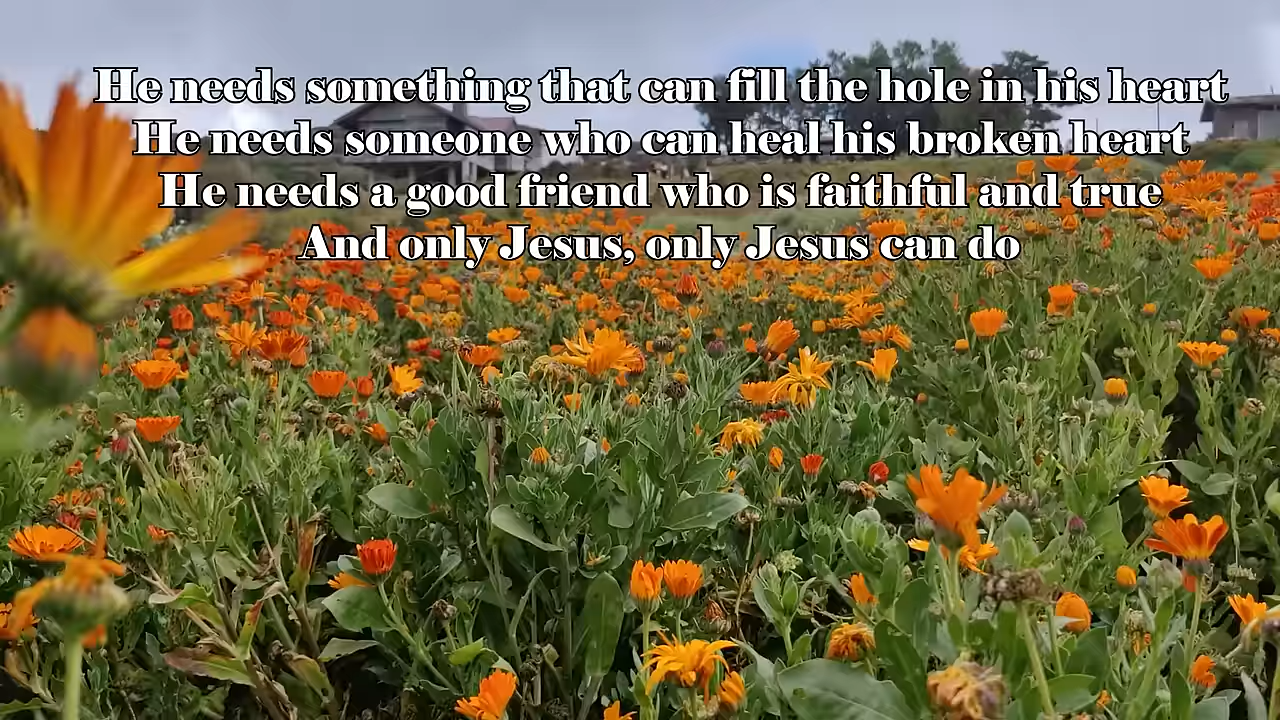 He needs something that can fill the hole in his heart
He needs someone who can heal his broken heart
He needs a good friend who is faithful and true
And only Jesus, only Jesus can do